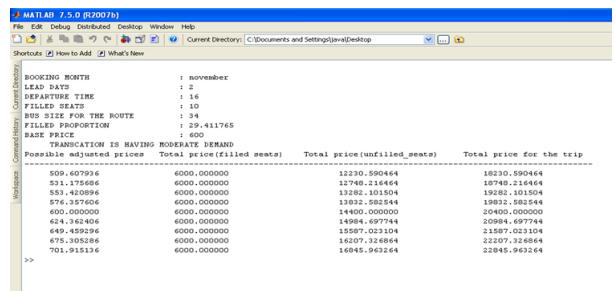 MATLAB 7.5.0 (R2007b)
File Edit Debug Distributed Desktop Window Help
Current Directory: C:\Documents and Settings\java\Desktop
Shortcuts How to Add What's New
Current Directory
Command History
Workspace
BOOKING MONTH : november
LEAD DAYS : 2
DEPARTURE TIME : 16
FILLED SEATS : 10
BUS SIZE FOR THE ROUTE : 34
FILLED PROPORTION : 29.411765
BASE PRICE : 600
TRANSCATION IS HAVING MODERATE DEMAND
Possible adjusted prices Total price(filled seats) Total price(unfilled_seats) Total price for the trip
509.607936 6000.000000 12230.590464 18230.590464
531.175686 6000.000000 12748.216464 18748.216464
553.420896 6000.000000 13282.101504 19282.101504
576.357606 6000.000000 13832.582544 19832.582544
600.000000 6000.000000 14400.000000 20400.000000
624.362406 6000.000000 14984.697744 20984.697744
649.459296 6000.000000 15587.023104 21587.023104
675.305286 6000.000000 16207.326864 22207.326864
701.915136 6000.000000 16845.963264 22845.963264
>>